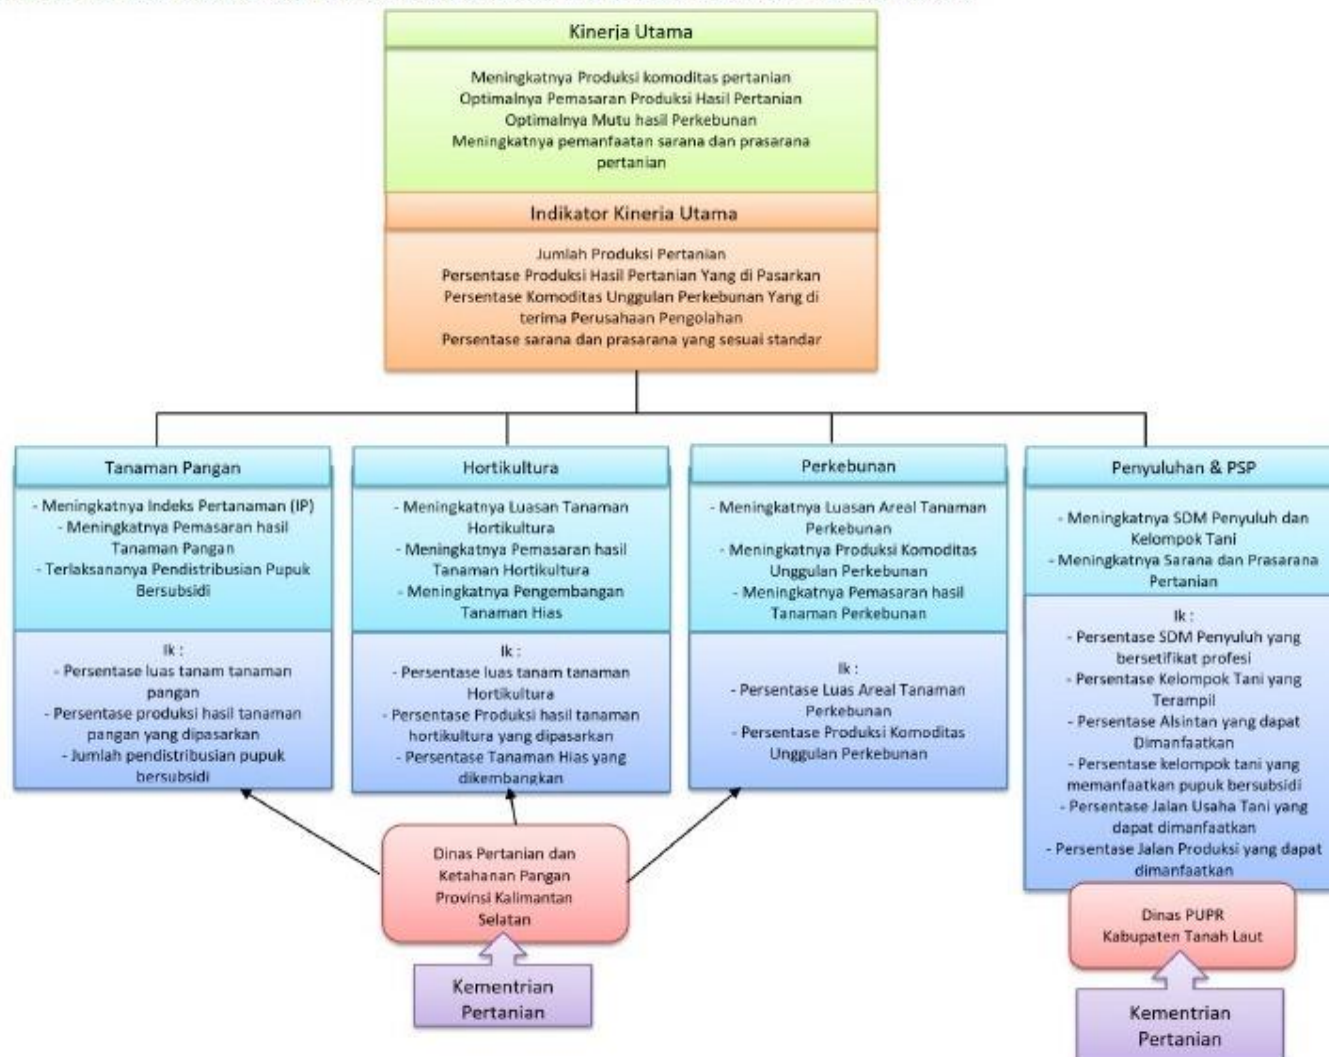 Kinerja Utama
Meningkatnya Produksi komoditas pertanian
Optimalnya Pemasaran Produksi Hasil Pertanian
Optimalnya Mutu hasil Perkebunan
Meningkatnya pemanfaatan sarana dan prasarana
pertanian
Indikator Kinerja Utama
Jumlah Produksi Pertanian
Persentase Produksi Hasil Pertanian Yang di Pasarkan
Persentase Komoditas Unggulan Perkebunan Yang di
terima Perusahaan Pengolahan
Persentase sarana dan prasarana yang sesuai standar
Tanaman Pangan
- Meningkatnya Indeks Pertanaman (IP)
- Meningkatnya Pemasaran hasil
Tanaman Pangan
- Terlaksananya Pendistribusian Pupuk
Bersubsidi
Ik :
- Persentase luas tanam tanaman
pangan
- Persentase produksi hasil tanaman
pangan yang dipasarkan
- Jumlah pendistribusian pupuk
bersubsidi
Hortikultura
- Meningkatnya Luasan Tanaman
Hortikultura
- Meningkatnya Pemasaran hasil
Tanaman Hortikultura
- Meningkatnya Pengembangan
Tanaman Hias
Ik :
- Persentase luas tanam tanaman
Hortikultura
- Persentase Produksi hasil tanaman
hortikultura yang dipasarkan
- Persentase Tanaman Hias yang
dikembangkan
Perkebunan
- Meningkatnya Luasan Areal Tanaman
Perkebunan
- Meningkatnya Produksi Komoditas
Unggulan Perkebunan
- Meningkatnya Pemasaran hasil
Tanaman Perkebunan
Ik :
- Persentase Luas Areal Tanaman
Perkebunan
- Persentase Produksi Komoditas
Unggulan Perkebunan
Penyuluhan & PSP
- Meningkatnya SDM Penyuluh dan
Kelompok Tani
- Meningkatnya Sarana dan Prasarana
Pertanian
Ik :
- Persentase SDM Penyuluh yang
bersetifikat profesi
- Persentase Kelompok Tani yang
Terampil
- Persentase Alsintan yang dapat
Dimanfaatkan
- Persentase kelompok tani yang
memanfaatkan pupuk bersubsidi
- Persentase Jalan Usaha Tani yang
dapat dimanfaatkan
- Persentase Jalan Produksi yang dapat
dimanfaatkan
Dinas Pertanian dan
Ketahanan Pangan
Provinsi Kalimantan
Selatan
Kementrian
Pertanian
Dinas PUPR
Kabupaten Tanah Laut
Kementrian
Pertanian